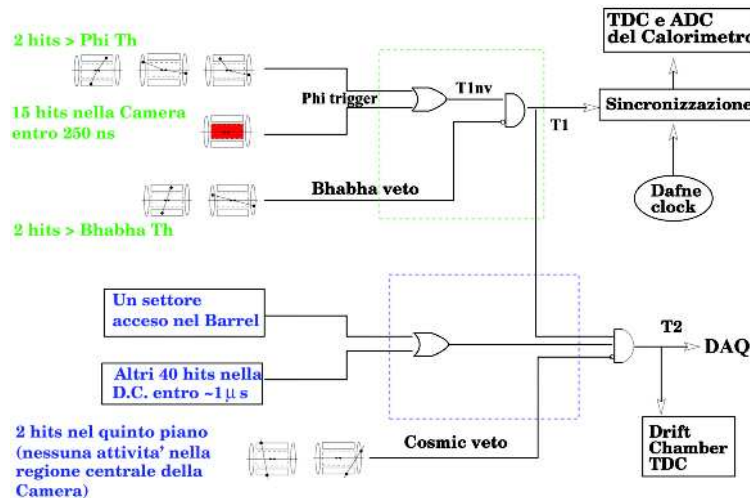 2 hits > Phi Th
TDC e ADC
del Calorimetro
Phi trigger
T1nv
15 hits nella Camera
entro 250 ns
T1
Sincronizzazione
Bhabha veto
Dafne
clock
2 hits > Bhabha Th
Un settore
acceso nel Barrel
T2
DAQ
Altri 40 hits nella
D.C. entro ~1 μ s
2 hits nel quinto piano
(nessuna attivita' nella
regione centrale della
Camera)
Cosmic veto
Drift
Chamber
TDC